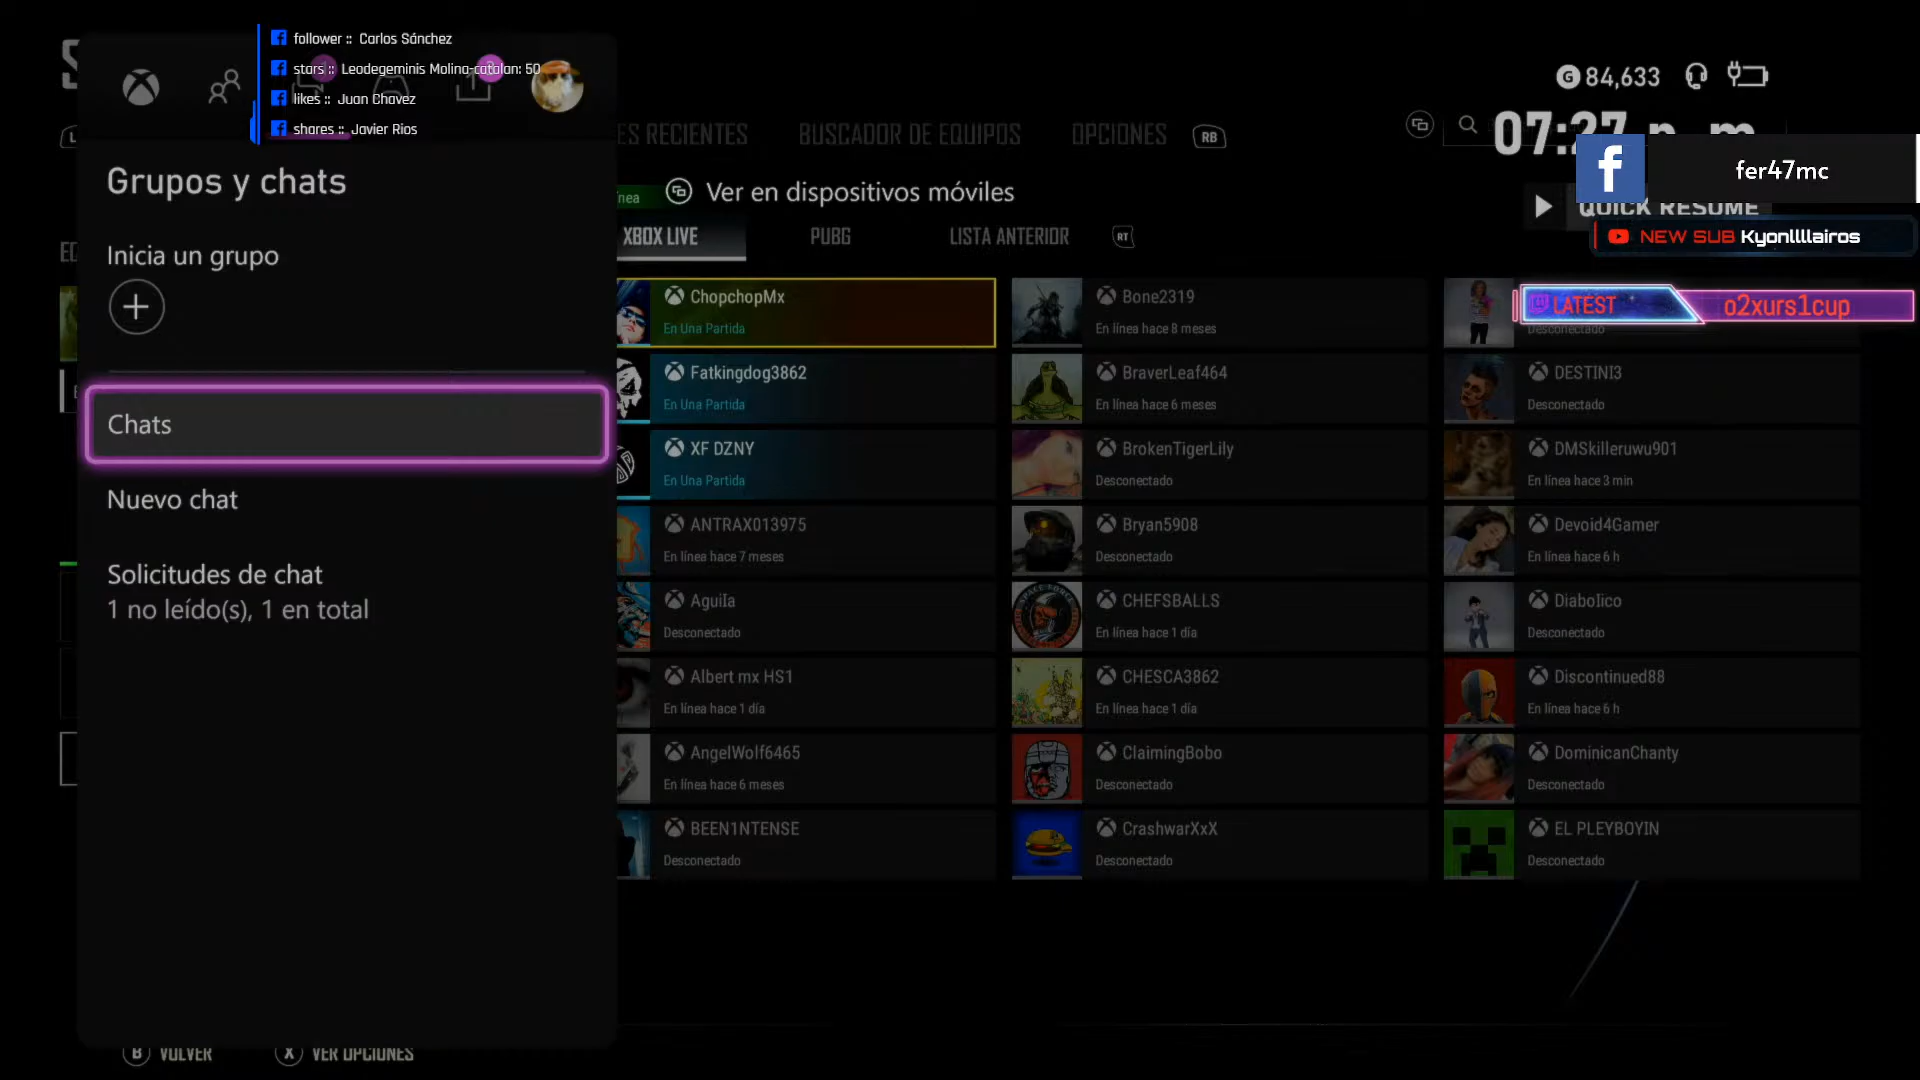 follower :: Carlos Sánchez
stars :: Leodegeminis Molina-catalan: 50
likes :: Juan Chavez
shares :: Javier Rios
84,633
07:27 p. m.
ES RECIENTES
BUSCADOR DE EQUIPOS
OPCIONES
RB
fer47mc
Grupos y chats
nea
Ver en dispositivos móviles
QUICK RESUME
NEW SUB Kyonllllairos
XBOX LIVE
PUBG
LISTA ANTERIOR
RT
Inicia un grupo
LATEST
o2xurs1cup
Chats
Nuevo chat
Solicitudes de chat
1 no leído(s), 1 en total
ChopchopMx
En Una Partida
Fatkingdog3862
En Una Partida
XF DZNY
En Una Partida
ANTRAX013975
En línea hace 7 meses
AguiIa
Desconectado
Albert mx HS1
En línea hace 1 día
AngelWolf6465
En línea hace 6 meses
BEEN1NTENSE
Desconectado
Bone2319
En línea hace 8 meses
BraverLeaf464
En línea hace 6 meses
BrokenTigerLily
Desconectado
Bryan5908
Desconectado
CHEFSBALLS
En línea hace 1 día
CHESCA3862
En línea hace 1 día
ClaimingBobo
Desconectado
CrashwarXxX
Desconectado
Desconectado
DESTINI3
Desconectado
DMSkilleruwu901
En línea hace 3 min
Devoid4Gamer
En línea hace 6 h
DiaboIico
Desconectado
Discontinued88
En línea hace 6 h
DominicanChanty
Desconectado
EL PLEYBOYIN
Desconectado
B VOLVER
X VER OPCIONES